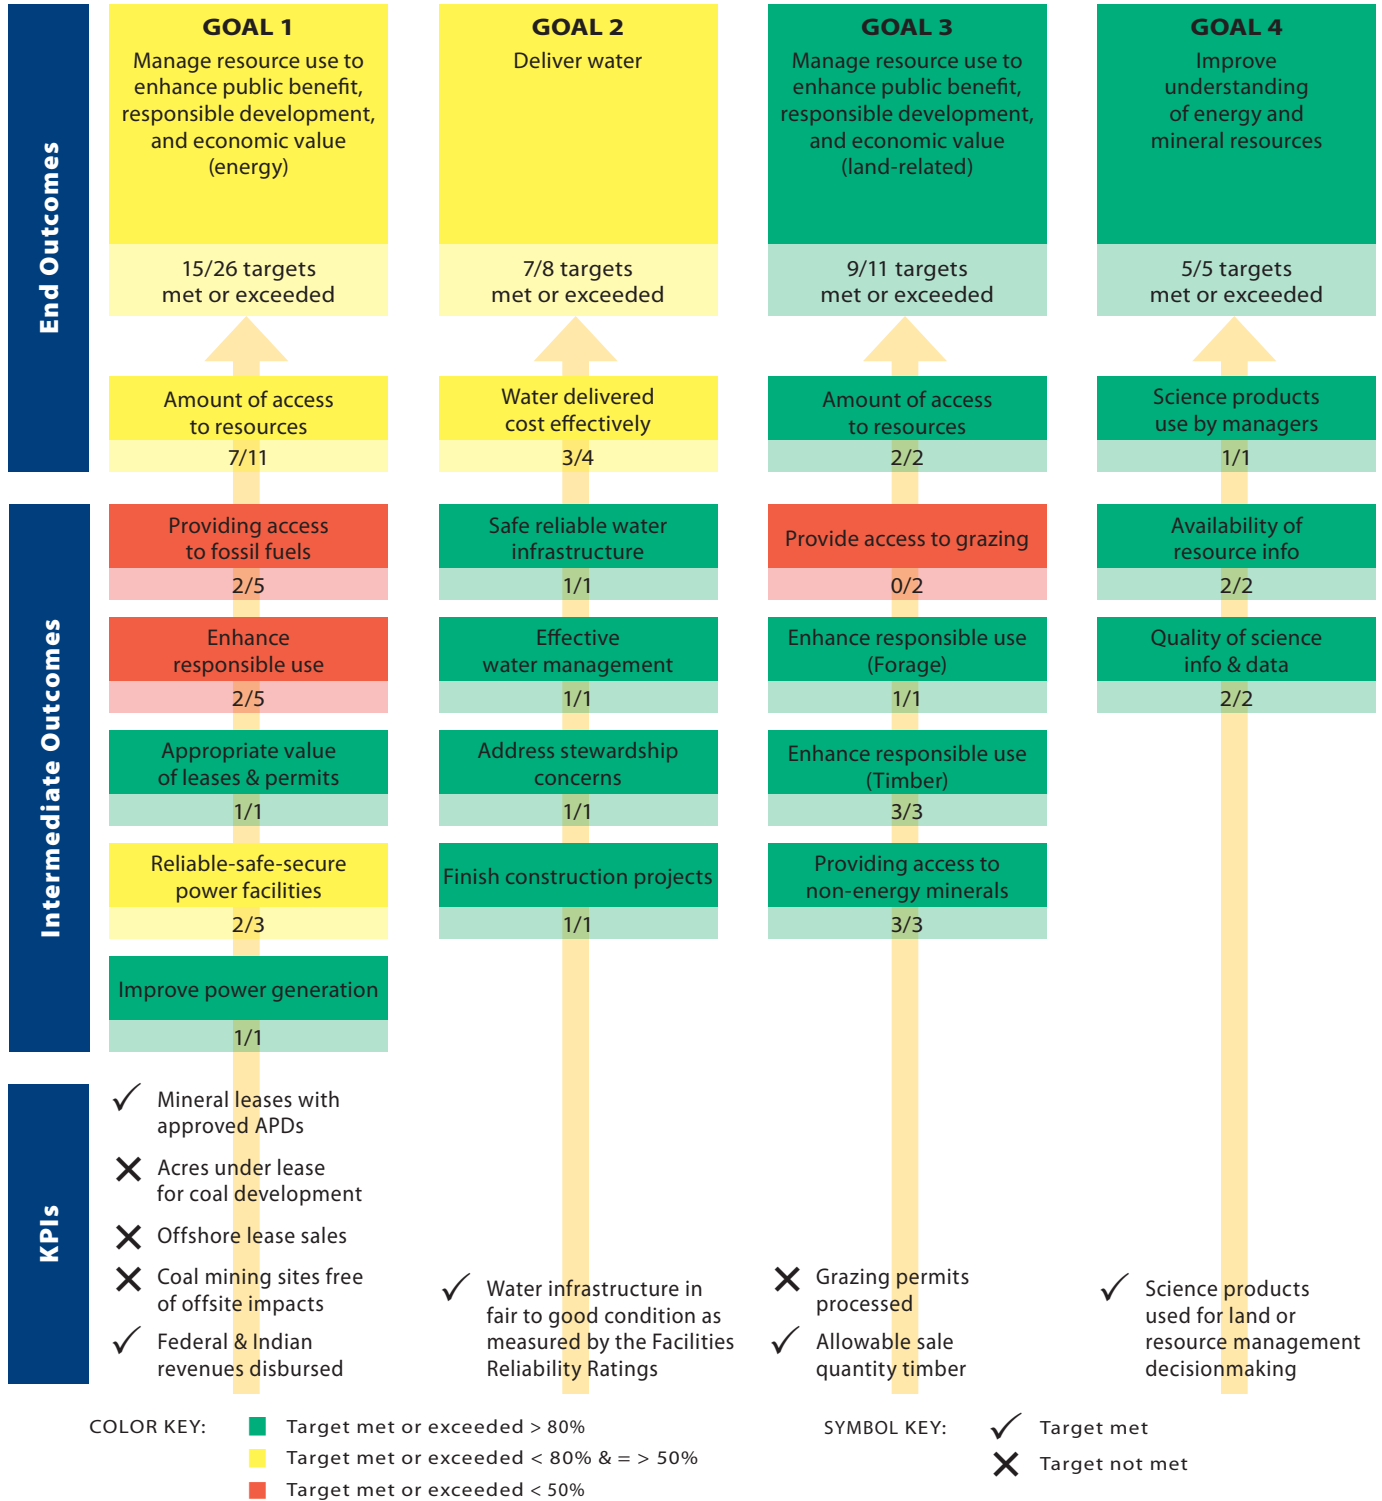 End Outcomes
GOAL 1
Manage resource use to
enhance public benefit,
responsible development,
and economic value
(energy)
15/26 targets
met or exceeded
Amount of access
to resources
7/11
GOAL 2
Deliver water
7/8 targets
met or exceeded
Water delivered
cost effectively
3/4
GOAL 3
Manage resource use to
enhance public benefit,
responsible development,
and economic value
(land-related)
9/11 targets
met or exceeded
Amount of access
to resources
2/2
GOAL 4
Improve
understanding
of energy and
mineral resources
5/5 targets
met or exceeded
Science products
use by managers
1/1
Intermediate Outcomes
Providing access
to fossil fuels
2/5
Enhance
responsible use
2/5
Appropriate value
of leases & permits
1/1
Reliable-safe-secure
power facilities
2/3
Improve power generation
1/1
Safe reliable water
infrastructure
1/1
Effective
water management
1/1
Address stewardship
concerns
1/1
Finish construction projects
1/1
Provide access to grazing
0/2
Enhance responsible use
(Forage)
1/1
Enhance responsible use
(Timber)
3/3
Providing access to
non-energy minerals
3/3
Availability of
resource info
2/2
Quality of science
info & data
2/2
KPIs
Mineral leases with
approved APDs
Acres under lease
for coal development
Offshore lease sales
Coal mining sites free
of offsite impacts
Federal & Indian
revenues disbursed
Water infrastructure in
fair to good condition as
measured by the Facilities
Reliability Ratings
Grazing permits
processed
Allowable sale
quantity timber
Science products
used for land or
resource management
decisionmaking
COLOR KEY:
Target met or exceeded > 80%
Target met or exceeded < 80% & = > 50%
Target met or exceeded < 50%
SYMBOL KEY:
Target met
Target not met